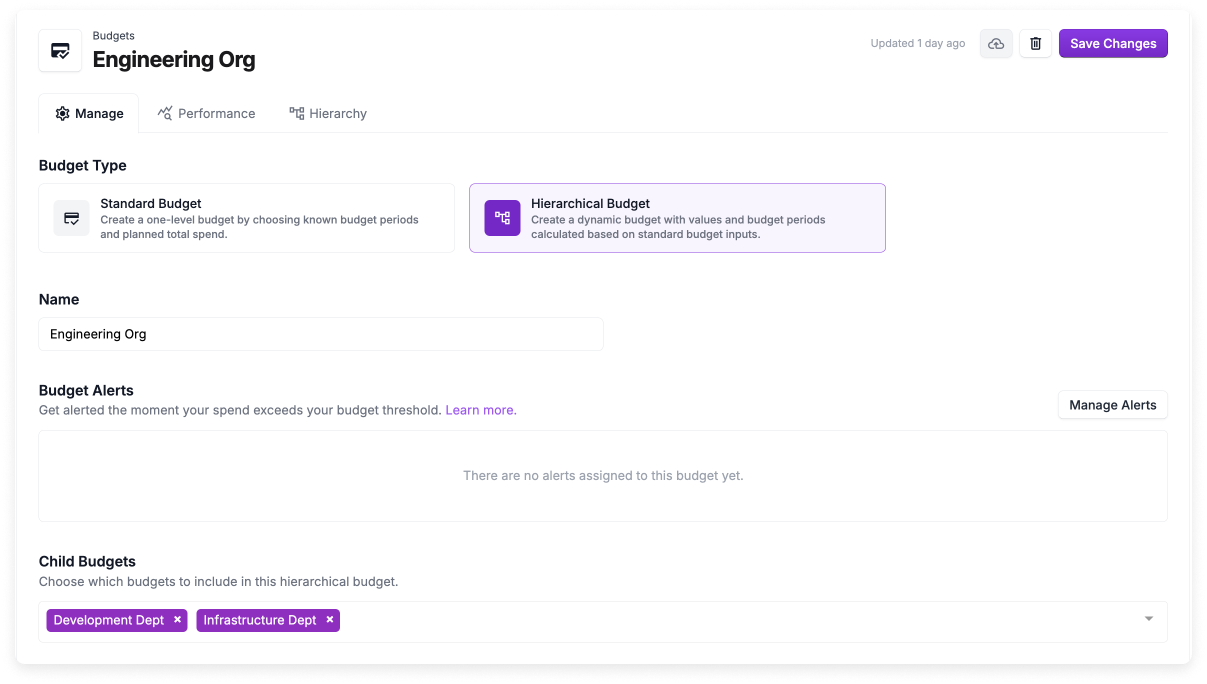 Budgets
Engineering Org
Updated 1 day ago
Save Changes
Manage
Performance
Hierarchy
Budget Type
Standard Budget
Create a one-level budget by choosing known budget periods
and planned total spend.
Hierarchical Budget
Create a dynamic budget with values and budget periods
calculated based on standard budget inputs.
Name
Engineering Org
Budget Alerts
Get alerted the moment your spend exceeds your budget threshold. Learn more.
Manage Alerts
There are no alerts assigned to this budget yet.
Child Budgets
Choose which budgets to include in this hierarchical budget.
Development Dept ×
Infrastructure Dept ×